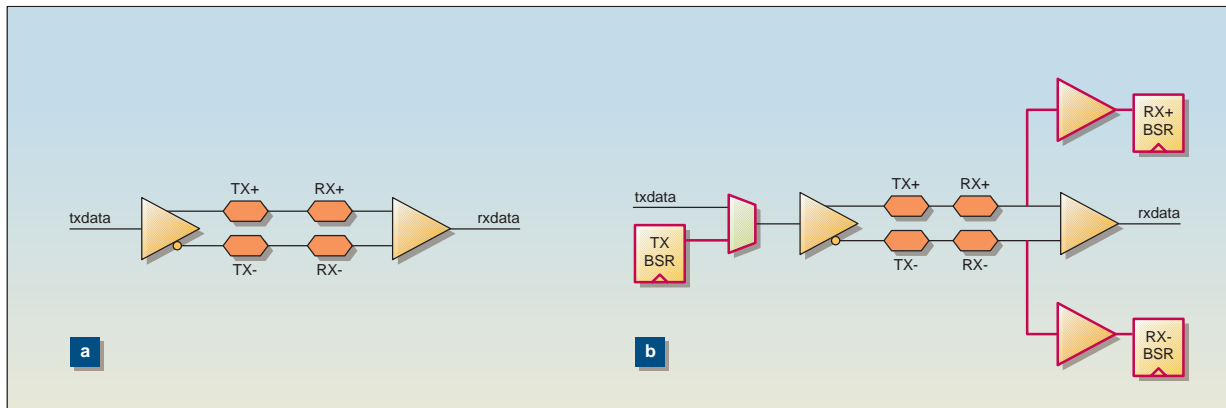 TX+
RX+
txdata
rxdata
TX-
RX-
a
RX+
BSR
TX+
RX+
txdata
rxdata
TX
BSR
TX-
RX-
RX-
BSR
b